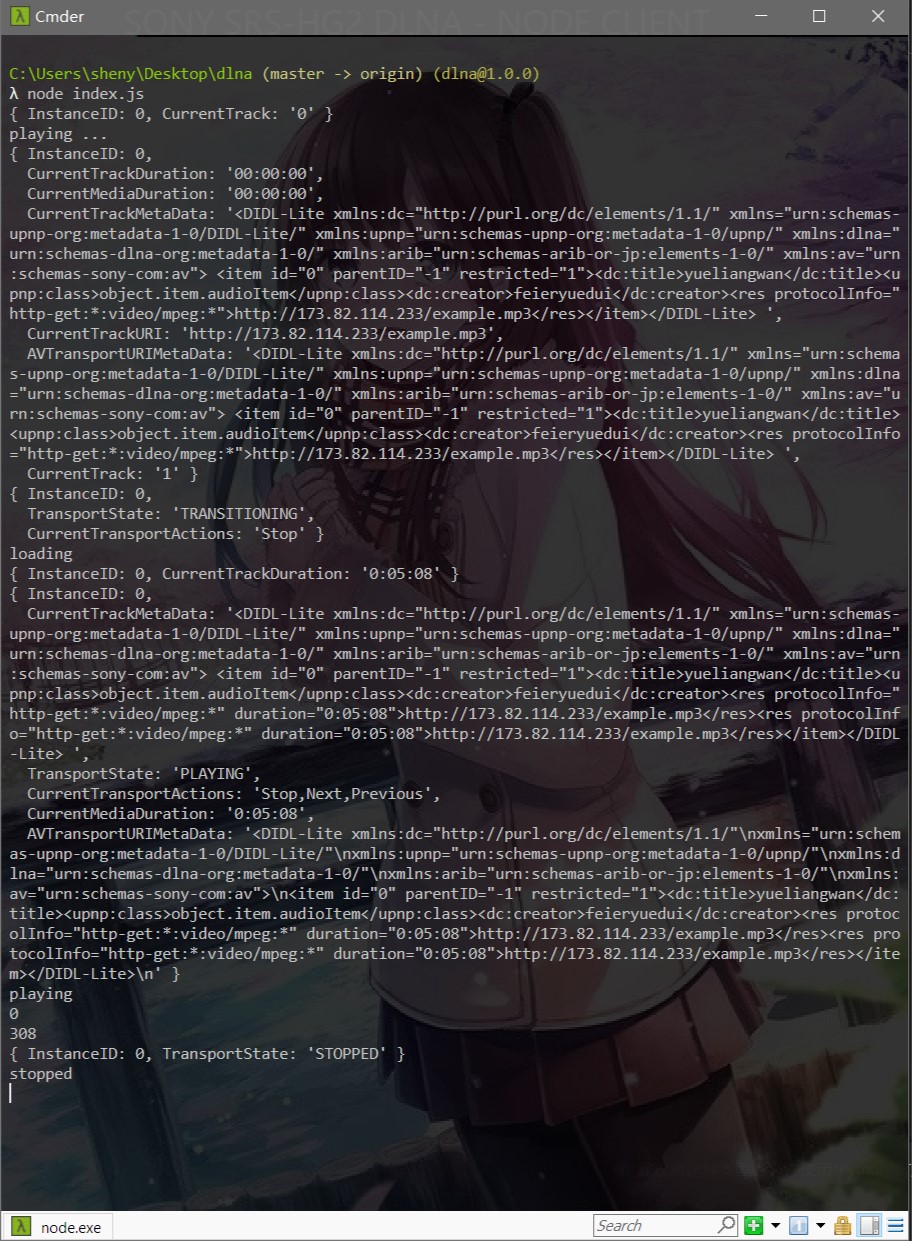 Cmder
SONY SRS-HG2 DLNA
NODE CLIENT
C:\Users\sheny\Desktop\dlna (master -> origin) (dlna@1.0.0)
λ node index.js
{ InstanceID: 0, CurrentTrack: '0' }
playing ...
{ InstanceID: 0,
CurrentTrackDuration: '00:00:00',
CurrentMediaDuration: '00:00:00',
CurrentTrackMetaData: '<DIDL-Lite xmlns:dc="http://purl.org/dc/elements/1.1/" xmlns="urn:schemas-
upnp-org:metadata-1-0/DIDL-Lite/" xmlns:upnp="urn:schemas-upnp-org:metadata-1-0/upnp/" xmlns:dlna="
urn:schemas-dlna-org:metadata-1-0/" xmlns:arib="urn:schemas-arib-or-jp:elements-1-0/" xmlns:av="urn
:schemas-sony-com:av"> <item id="0" parentID="-1" restricted="1"><dc:title>yueliangwan</dc:title><u
pnp:class>object.item.audioItem</upnp:class><dc:creator>feieryuedui</dc:creator><res protocolInfo="
http-get:*:video/mpeg:*">http://173.82.114.233/example.mp3</res></item></DIDL-Lite> ',
CurrentTrackURI: 'http://173.82.114.233/example.mp3',
AVTransportURIMetaData: '<DIDL-Lite xmlns:dc="http://purl.org/dc/elements/1.1/" xmlns="urn:schema
s-upnp-org:metadata-1-0/DIDL-Lite/" xmlns:upnp="urn:schemas-upnp-org:metadata-1-0/upnp/" xmlns:dlna
="urn:schemas-dlna-org:metadata-1-0/" xmlns:arib="urn:schemas-arib-or-jp:elements-1-0/" xmlns:av="u
rn:schemas-sony-com:av"> <item id="0" parentID="-1" restricted="1"><dc:title>yueliangwan</dc:title>
<upnp:class>object.item.audioItem</upnp:class><dc:creator>feieryuedui</dc:creator><res protocolInfo
="http-get:*:video/mpeg:*">http://173.82.114.233/example.mp3</res></item></DIDL-Lite> ',
CurrentTrack: '1' }
{ InstanceID: 0,
TransportState: 'TRANSITIONING',
CurrentTransportActions: 'Stop' }
loading
{ InstanceID: 0, CurrentTrackDuration: '0:05:08' }
{ InstanceID: 0,
CurrentTrackMetaData: '<DIDL-Lite xmlns:dc="http://purl.org/dc/elements/1.1/" xmlns="urn:schemas-
upnp-org:metadata-1-0/DIDL-Lite/" xmlns:upnp="urn:schemas-upnp-org:metadata-1-0/upnp/" xmlns:dlna="
urn:schemas-dlna-org:metadata-1-0/" xmlns:arib="urn:schemas-arib-or-jp:elements-1-0/" xmlns:av="urn
:schemas-sony-com:av"> <item id="0" parentID="-1" restricted="1"><dc:title>yueliangwan</dc:title><u
pnp:class>object.item.audioItem</upnp:class><dc:creator>feieryuedui</dc:creator><res protocolInfo="
http-get:*:video/mpeg:*" duration="0:05:08">http://173.82.114.233/example.mp3</res><res protocolInf
o="http-get:*:video/mpeg:*" duration="0:05:08">http://173.82.114.233/example.mp3</res></item></DIDL
-Lite> ',
TransportState: 'PLAYING',
CurrentTransportActions: 'Stop,Next,Previous',
CurrentMediaDuration: '0:05:08',
AVTransportURIMetaData: '<DIDL-Lite xmlns:dc="http://purl.org/dc/elements/1.1/"\nxmlns="urn:schem
as-upnp-org:metadata-1-0/DIDL-Lite/"\nxmlns:upnp="urn:schemas-upnp-org:metadata-1-0/upnp/"\nxmlns:d
lna="urn:schemas-dlna-org:metadata-1-0/"\nxmlns:arib="urn:schemas-arib-or-jp:elements-1-0/"\nxmlns:
av="urn:schemas-sony-com:av">\n<item id="0" parentID="-1" restricted="1"><dc:title>yueliangwan</dc:
title><upnp:class>object.item.audioItem</upnp:class><dc:creator>feieryuedui</dc:creator><res protoc
olInfo="http-get:*:video/mpeg:*" duration="0:05:08">http://173.82.114.233/example.mp3</res><res pro
tocolInfo="http-get:*:video/mpeg:*" duration="0:05:08">http://173.82.114.233/example.mp3</res></ite
m></DIDL-Lite>\n' }
playing
0
308
{ InstanceID: 0, TransportState: 'STOPPED' }
stopped
λ node.exe
Search